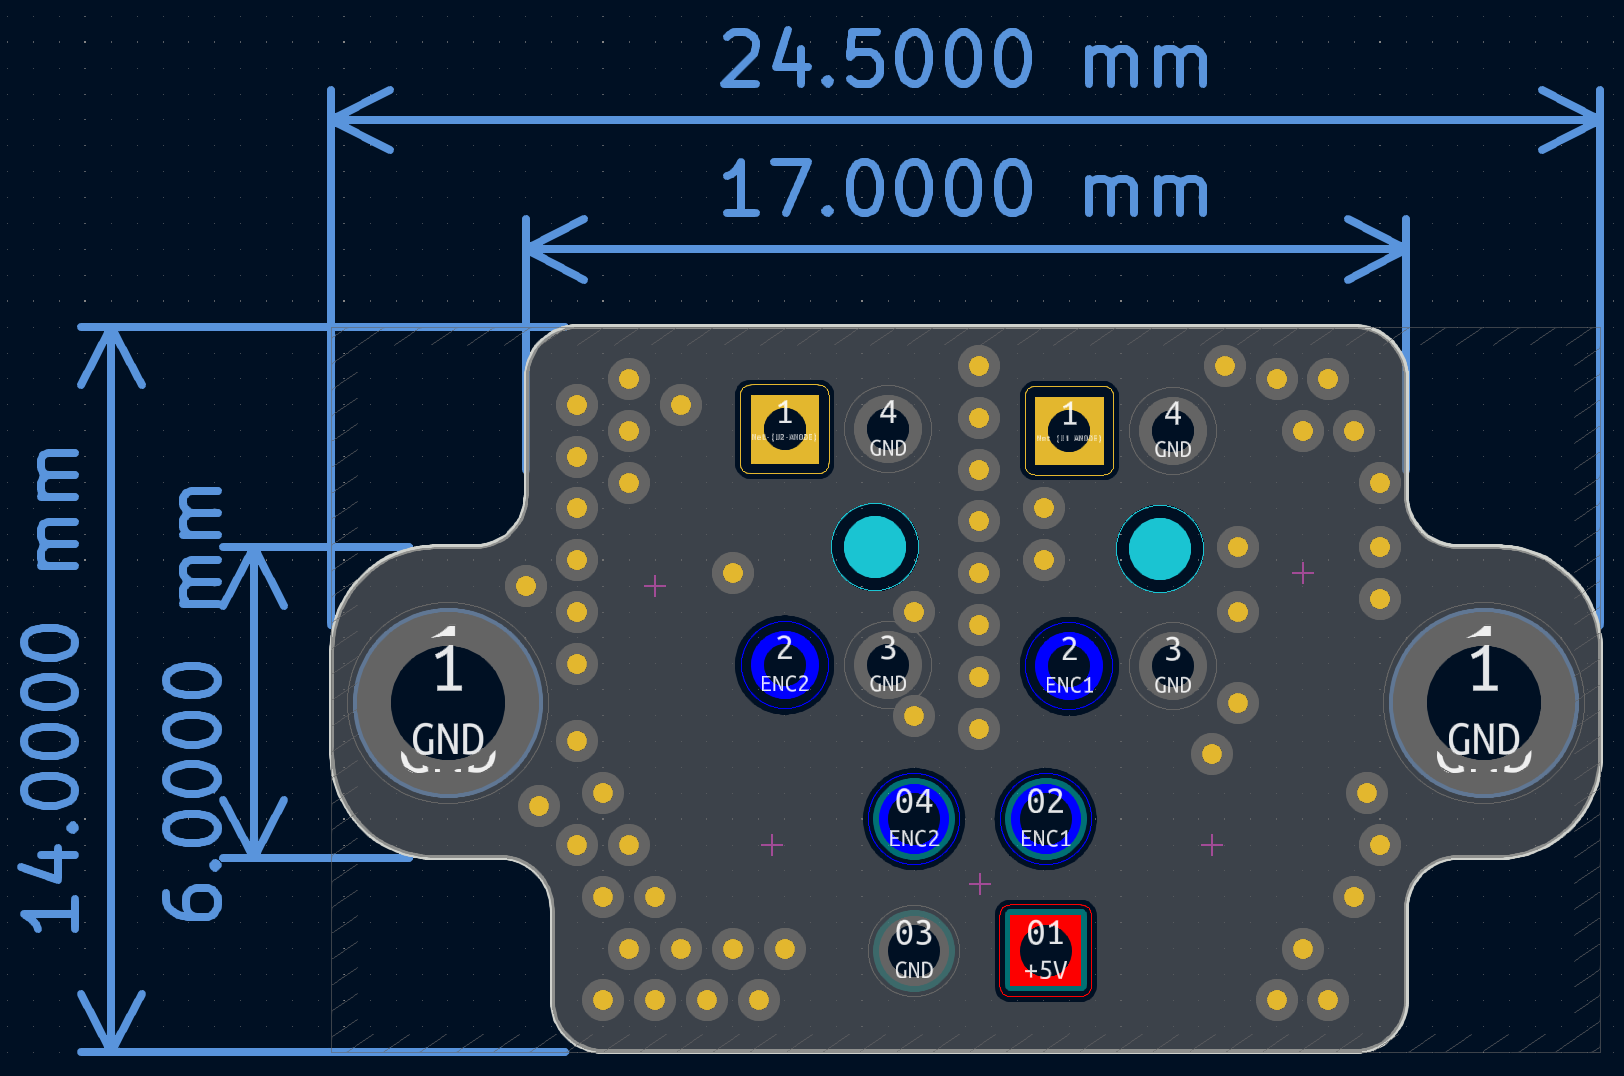 24.5000 mm
17.0000 mm
14.0000 mm
6.0000 mm
1
4
GND
1
4
GND
2
ENC2
3
GND
2
ENC1
3
GND
1
GND
1
GND
04
ENC2
02
ENC1
03
GND
01
+5V